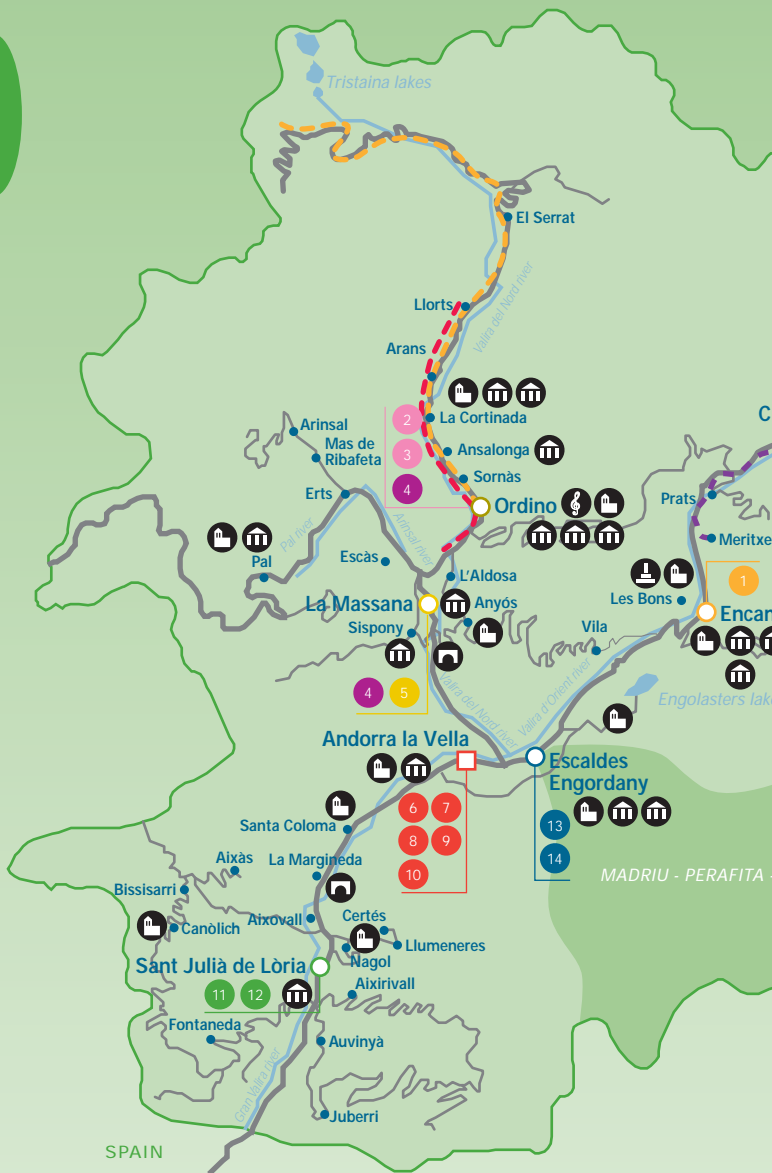 Tristaina lakes
El Serrat
Valira del Nord river
Llorts
Arans
C
2
La Cortinada
Arinsal
Mas de
Ribafeta
3
Ansalonga
Sornàs
4
Erts
Prats
Ordino
Arinsal river
Pal river
Meritxe
Escàs
Pal
L'Aldosa
1
La Massana
Anyós
Les Bons
Encan
Sispony
Vila
4
5
Valira del Nord river
Valira d'Orient river
Engolasters lake
Andorra la Vella
Escaldes
Engordany
6
7
Santa Coloma
13
8
9
Aixàs
La Margineda
14
10
MADRIU - PERAFITA -
Bissisarri
Certés
Canòlich
Aixovall
Llumeneres
Nagol
Sant Julià de Lòria
Aixirivall
11
12
Fontaneda
Auvinyà
Gran Valira river
Juberri
SPAIN